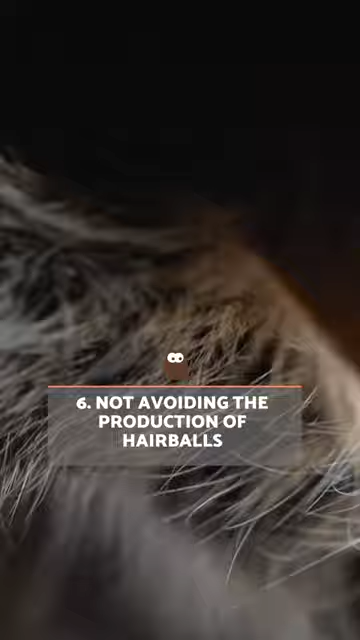 6. NOT AVOIDING THE
PRODUCTION OF
HAIRBALLS